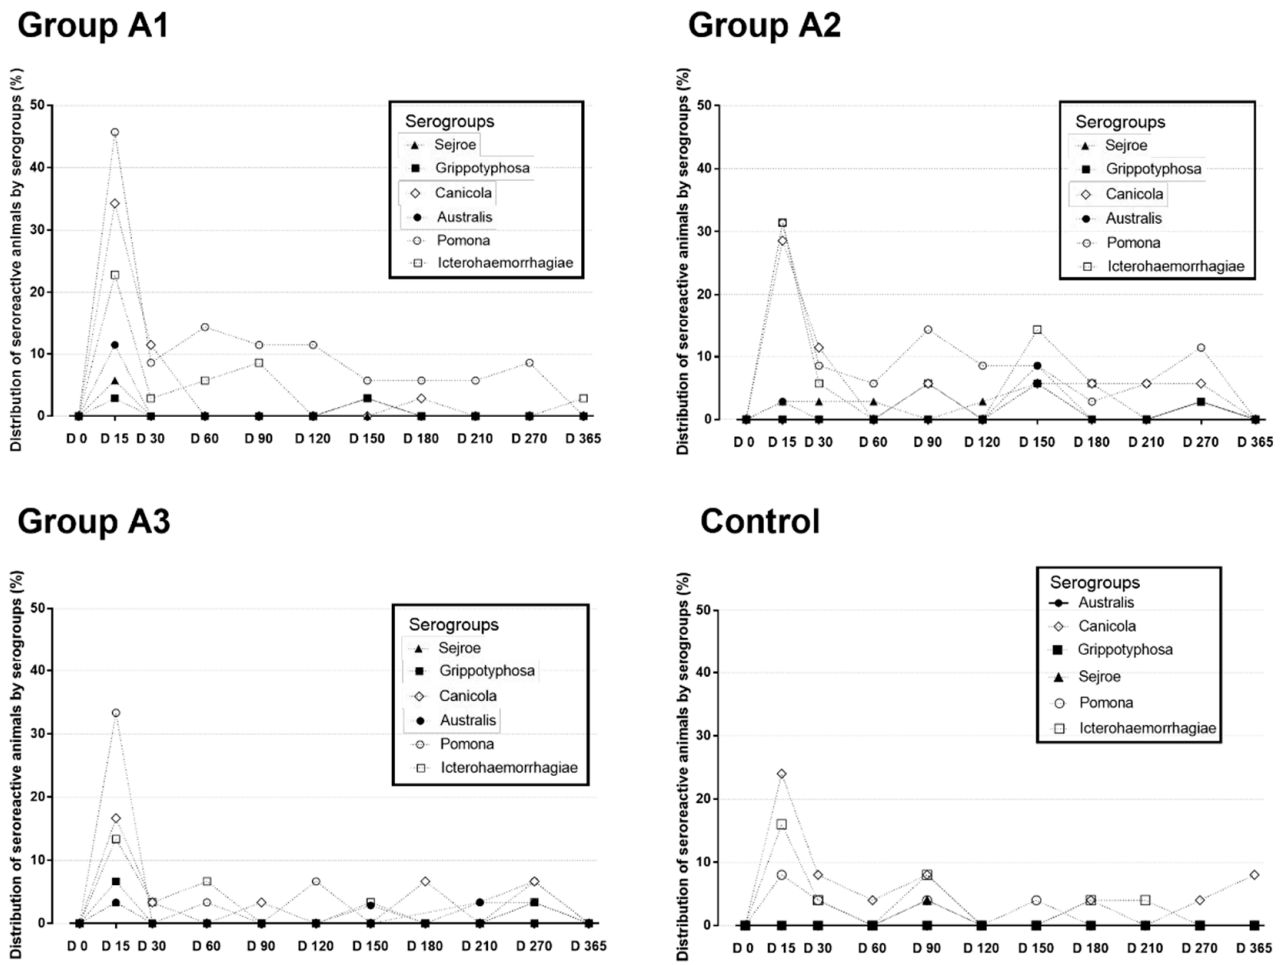 Group A1
Distribution of seroreactive animals by serogroups (%)
50
40
30
20
10
0
Serogroups
Sejroe
Grippotyphosa
Canicola
Australis
Pomona
Icterohaemorrhagiae
D 0 D 15 D 30 D 60 D 90 D 120 D 150 D 180 D 210 D 270 D 365
Group A2
Distribution of seroreactive animals by serogroups (%)
50
40
30
20
10
0
Serogroups
Sejroe
Grippotyphosa
Canicola
Australis
Pomona
Icterohaemorrhagiae
D 0 D 15 D 30 D 60 D 90 D 120 D 150 D 180 D 210 D 270 D 365
Group A3
Distribution of seroreactive animals by serogroups (%)
50
40
30
20
10
0
Serogroups
Sejroe
Grippotyphosa
Canicola
Australis
Pomona
Icterohaemorrhagiae
D 0 D 15 D 30 D 60 D 90 D 120 D 150 D 180 D 210 D 270 D 365
Control
Distribution of seroreactive animals by serogroups (%)
50
40
30
20
10
0
Serogroups
Australis
Canicola
Grippotyphosa
Sejroe
Pomona
Icterohaemorrhagiae
D 0 D 15 D 30 D 60 D 90 D 120 D 150 D 180 D 210 D 270 D 365